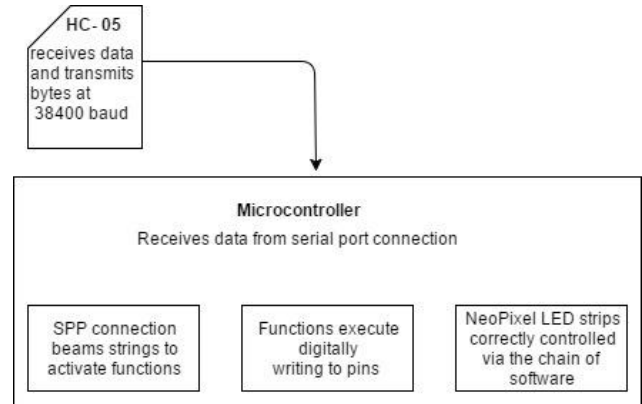 HC- 05
receives data
and transmits
bytes at
38400 baud
Microcontroller
Receives data from serial port connection
SPP connection
beams strings to
activate functions
Functions execute
digitally
writing to pins
NeoPixel LED strips
correctly controlled
via the chain of
software